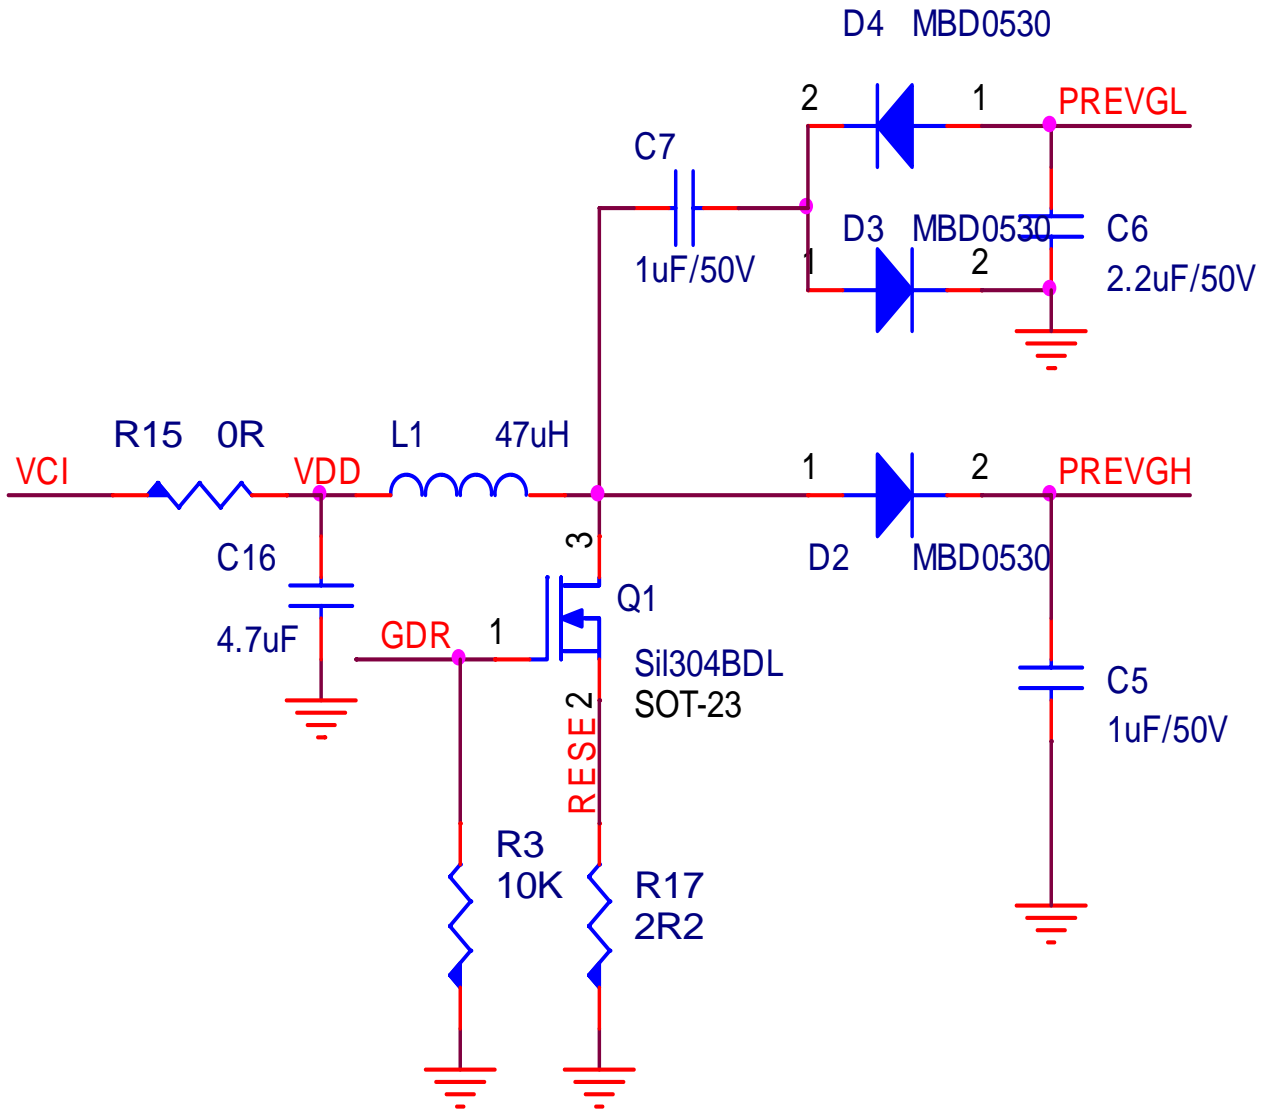 D4 MBD0530
2 1 PREVGL
C7
D3 MBD0530 C6
1uF/50V 1 2 2.2uF/50V
R15 0R L1 47uH
VCI VDD 1 2 PREVGH
3
C16 D2 MBD0530
Q1
4.7uF GDR 1
Sil304BDL
SOT-23
2
RESE
C5
1uF/50V
R3
10K
R17
2R2